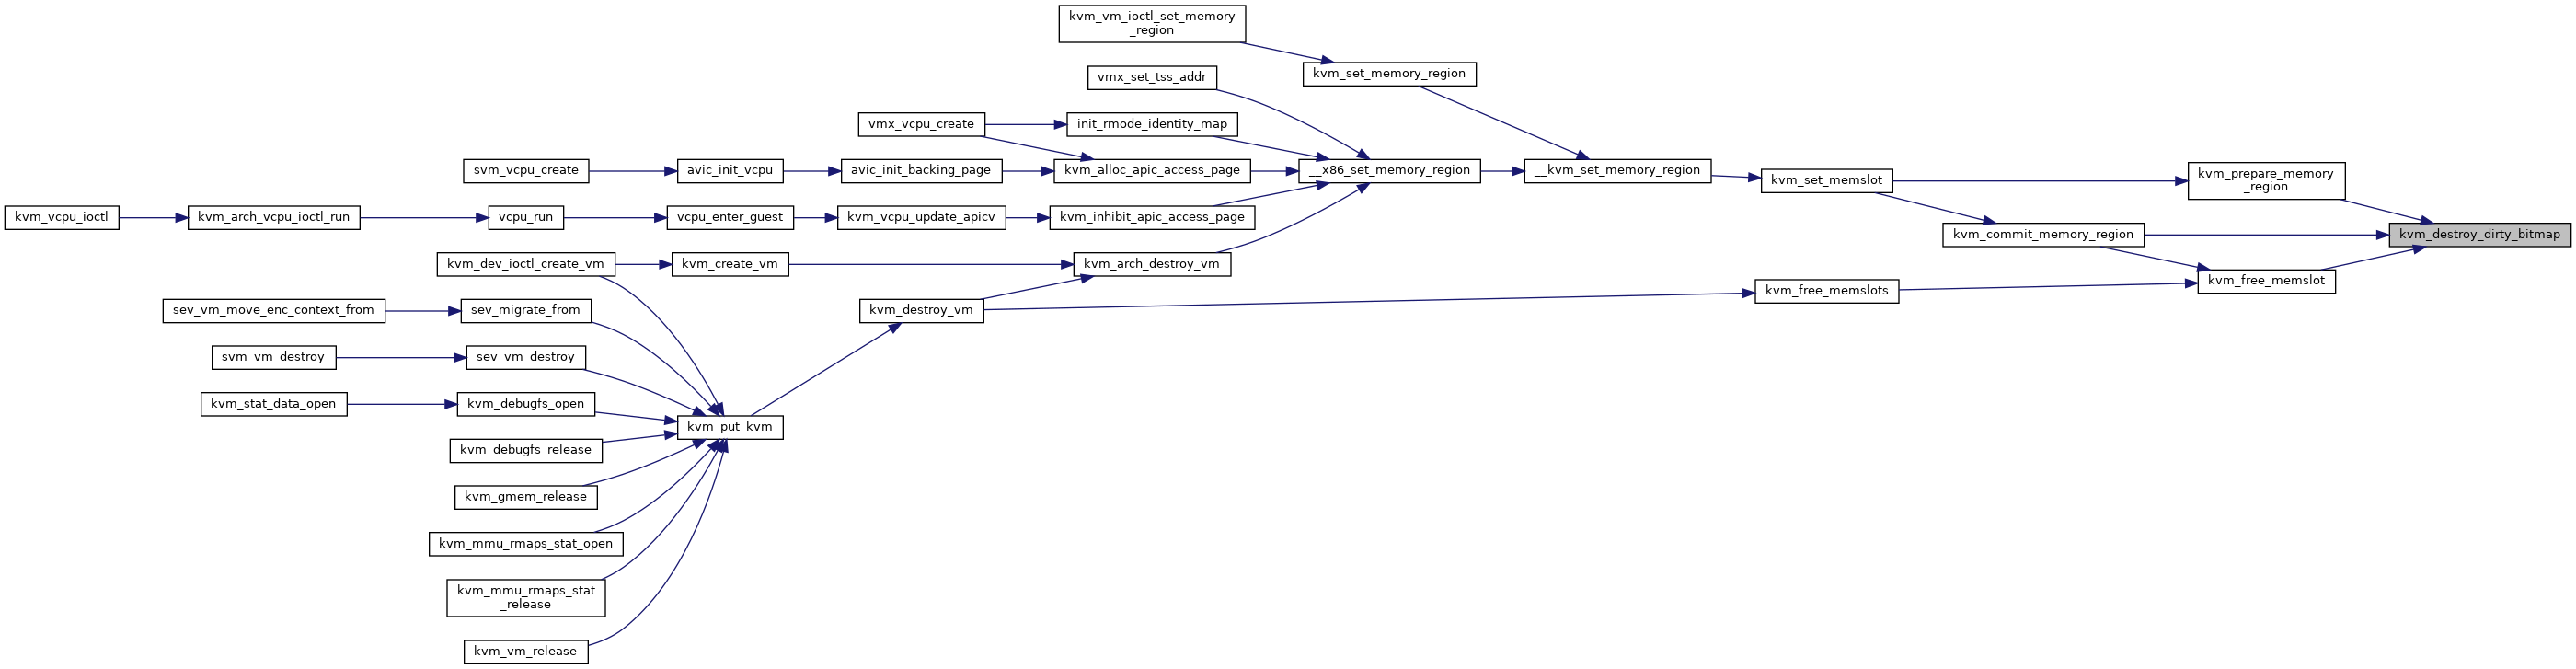 kvm_vm_ioctl_set_memory
_region
kvm_set_memory_region
vmx_set_tss_addr
vmx_vcpu_create
init_rmode_identity_map
svm_vcpu_create
avic_init_vcpu
avic_init_backing_page
kvm_alloc_apic_access_page
__x86_set_memory_region
__kvm_set_memory_region
kvm_set_memslot
kvm_prepare_memory
_region
kvm_vcpu_ioctl
kvm_arch_vcpu_ioctl_run
vcpu_run
vcpu_enter_guest
kvm_vcpu_update_apicv
kvm_inhibit_apic_access_page
kvm_commit_memory_region
kvm_destroy_dirty_bitmap
kvm_dev_ioctl_create_vm
kvm_create_vm
kvm_arch_destroy_vm
kvm_free_memslot
kvm_free_memslots
sev_vm_move_enc_context_from
sev_migrate_from
kvm_destroy_vm
svm_vm_destroy
sev_vm_destroy
kvm_stat_data_open
kvm_debugfs_open
kvm_put_kvm
kvm_debugfs_release
kvm_gmem_release
kvm_mmu_rmaps_stat_open
kvm_mmu_rmaps_stat
_release
kvm_vm_release